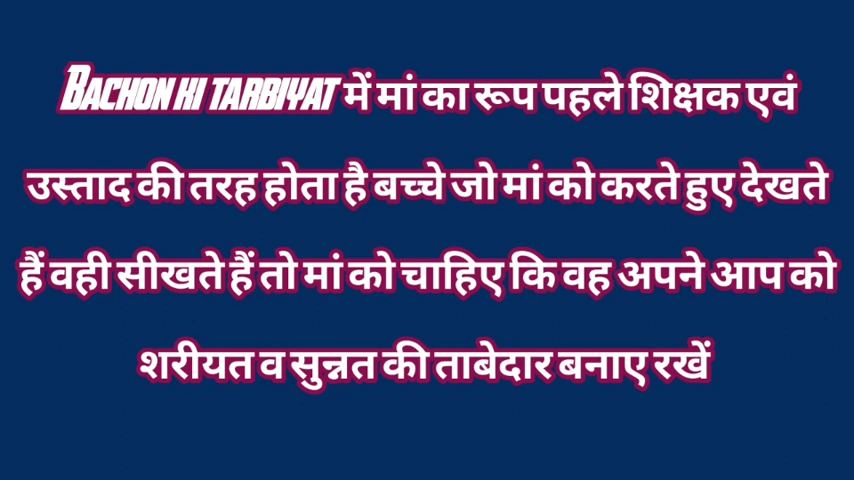 BACHON KI TARBIYAT में मां का रूप पहले शिक्षक एवं
उस्ताद की तरह होता है बच्चे जो मां को करते हुए देखते
हैं वही सीखते हैं तो मां को चाहिए कि वह अपने आप को
शरीयत व सुन्नत की ताबेदार बनाए रखें